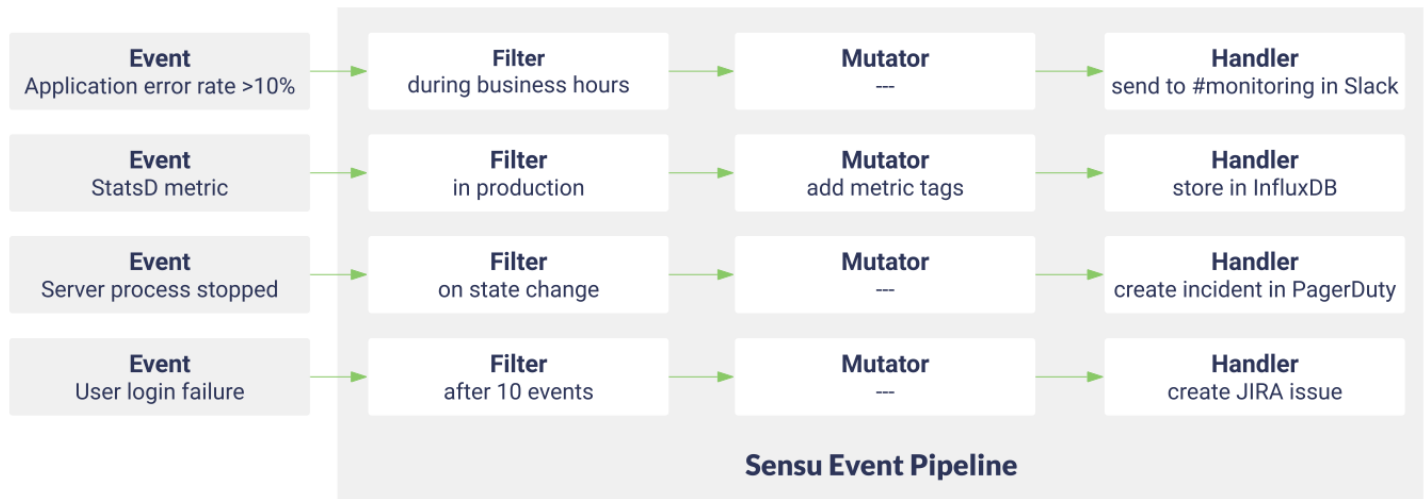 Event
Application error rate >10%
Filter
during business hours
Mutator
---
Handler
send to #monitoring in Slack
Event
StatsD metric
Filter
in production
Mutator
add metric tags
Handler
store in InfluxDB
Event
Server process stopped
Filter
on state change
Mutator
---
Handler
create incident in PagerDuty
Event
User login failure
Filter
after 10 events
Mutator
---
Handler
create JIRA issue
Sensu Event Pipeline